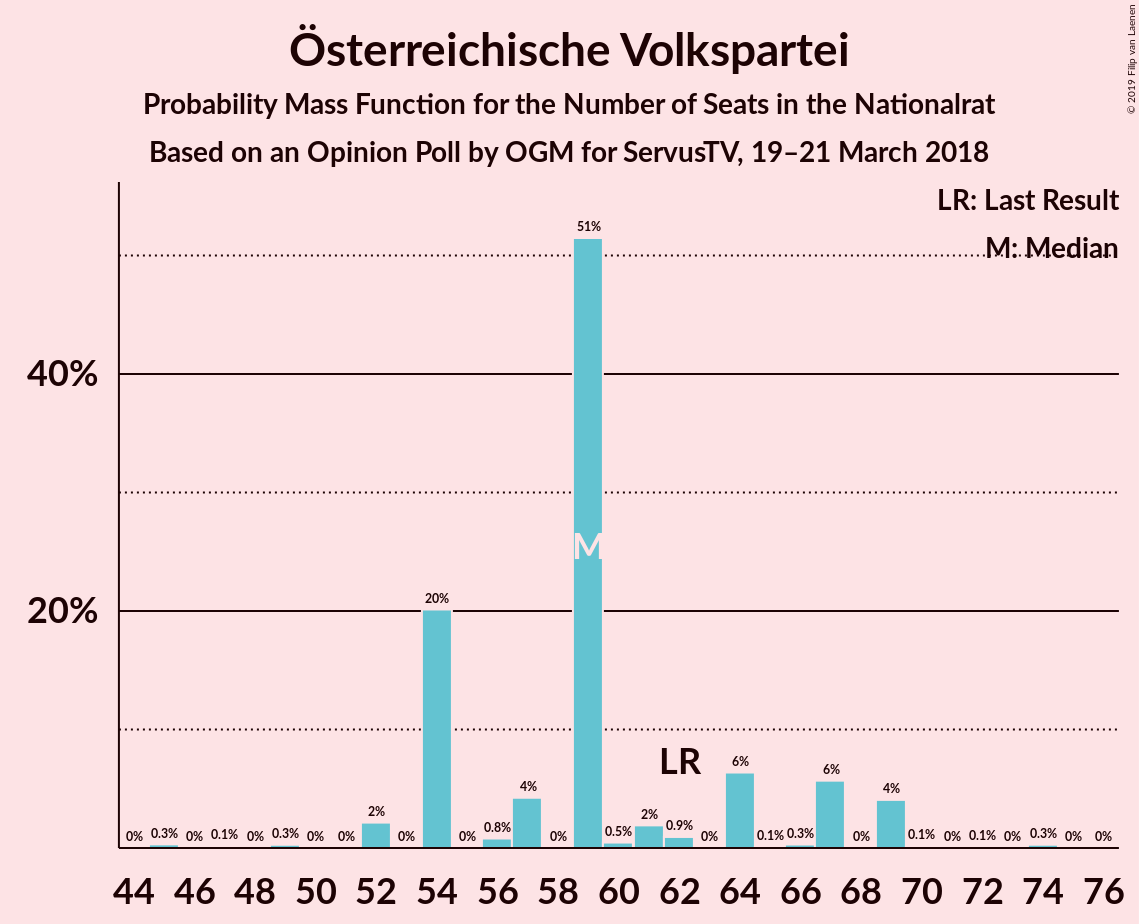 Österreichische Volkspartei
Probability Mass Function for the Number of Seats in the Nationalrat
Based on an Opinion Poll by OGM for ServusTV, 19–21 March 2018
© 2019 Filip van Laenen
LR: Last Result
M: Median
40%
20%
0% 0.3% 0% 0.1% 0% 0.3% 0% 0% 2% 0% 20% 0% 0.8% 4% 0% 51% 0.5% 2% 0.9% 0% 6% 0.1% 0.3% 6% 0% 4% 0.1% 0% 0.1% 0% 0.3% 0% 0%
M
LR
44 46 48 50 52 54 56 58 60 62 64 66 68 70 72 74 76